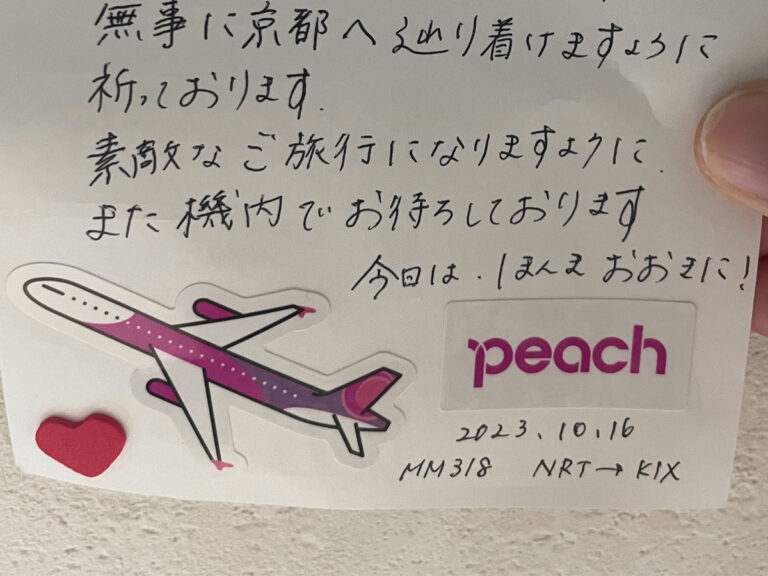 無事に京都へ辿り着けますように
祈っております.
素敵なご旅行になりますように.
また機内でお待ちしております
今日は.ほんまおおきに!
peach
2023.10.16
MM318 NRT→KIX